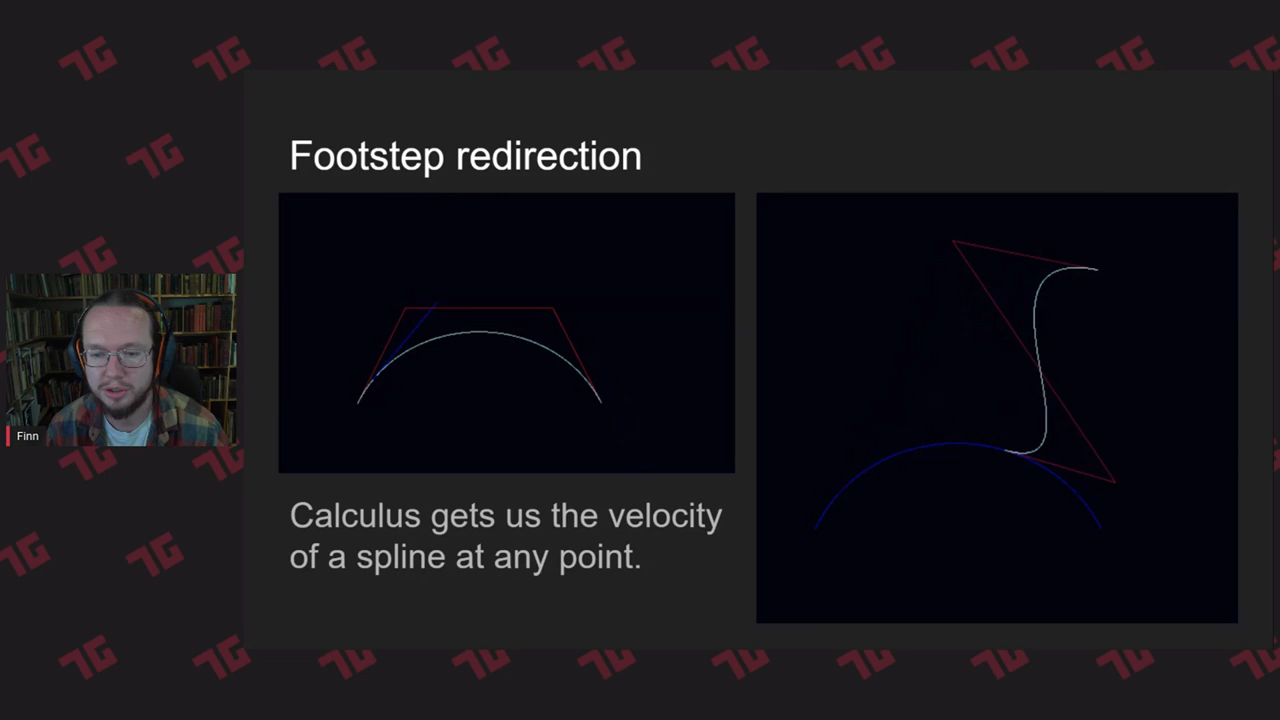 Footstep redirection
Finn
Calculus gets us the velocity
of a spline at any point.